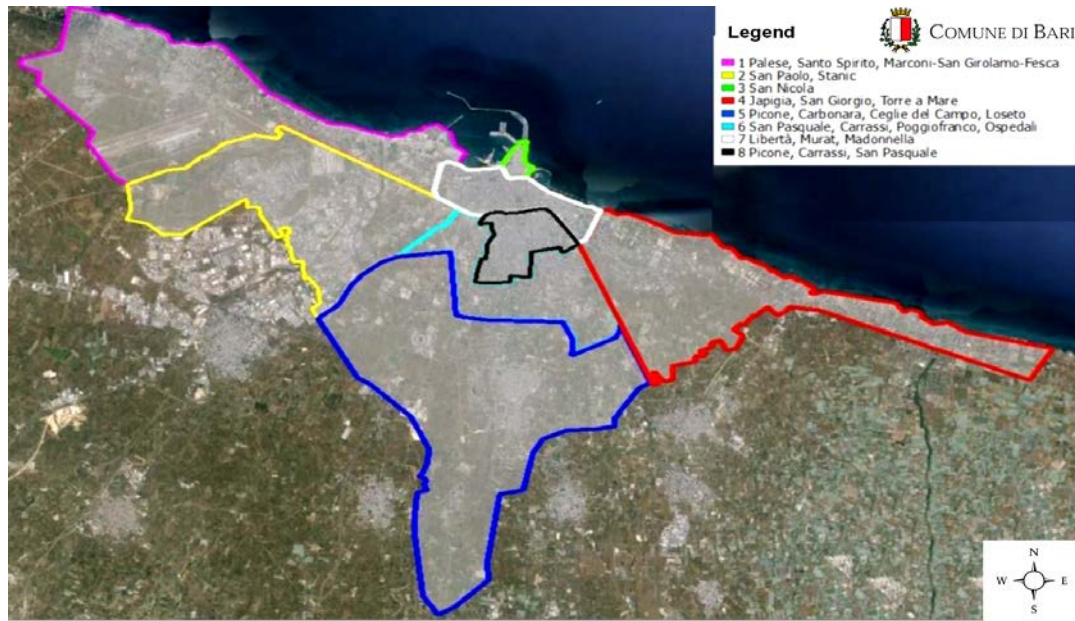 Legend
COMUNE DI BARI
1 Palese, Santo Spirito, Marconi-San Girolamo-Fesca
2 San Paolo, Stanic
3 San Nicola
4 Japigia, San Giorgio, Torre a Mare
5 Picone, Carbonara, Ceglie del Campo, Loseto
6 San Pasquale, Carrassi, Poggiofranco, Ospedali
7 Libertà, Murat, Madonnella
8 Picone, Carrassi, San Pasquale
N
W E
S